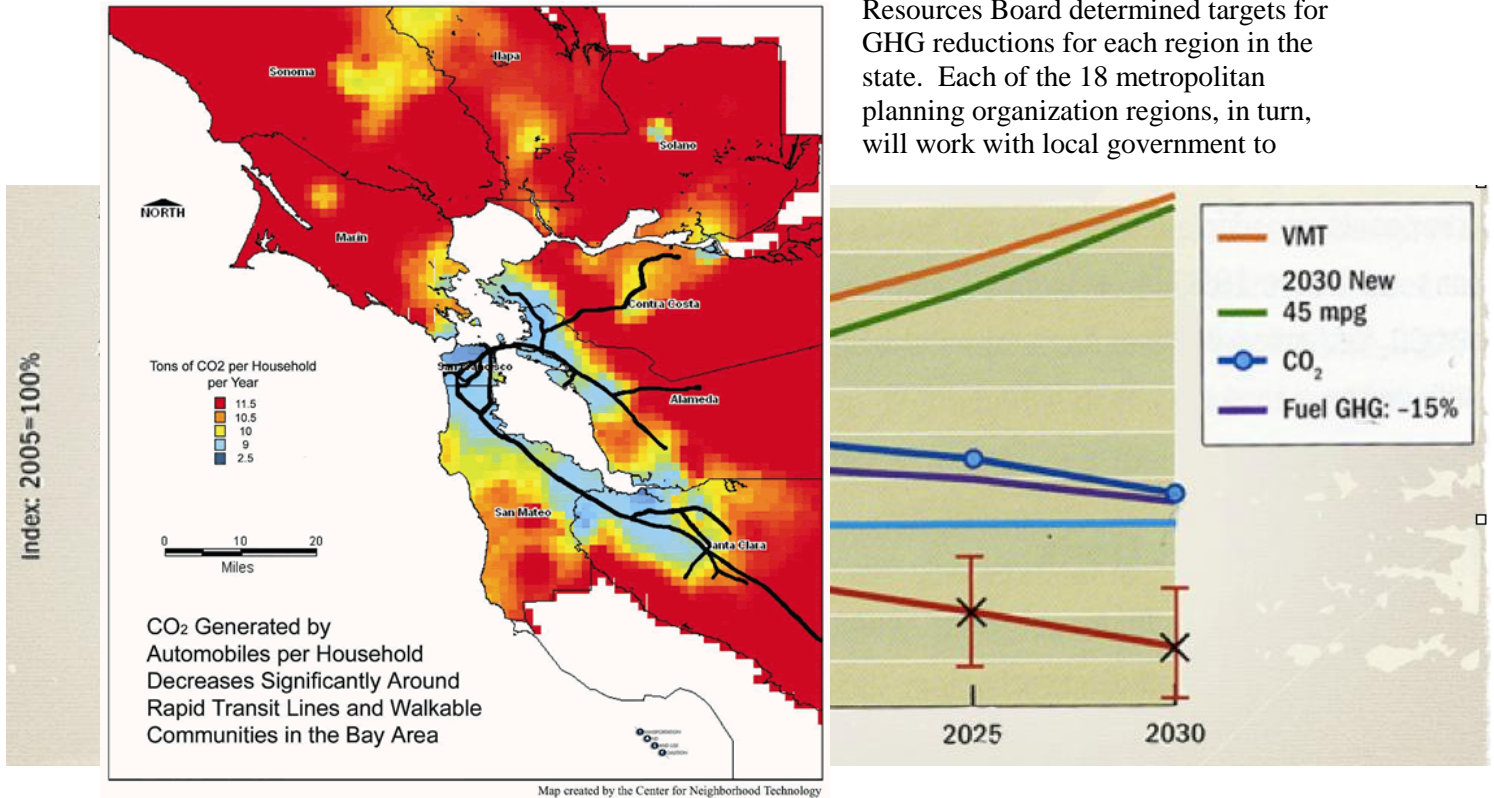 Resources Board determined targets for
GHG reductions for each region in the
state. Each of the 18 metropolitan
planning organization regions, in turn,
will work with local government to
Sonoma
Napa
Solano
NORTH
Marin
Contra Costa
San Francisco
Alameda
San Mateo
anta Clara
Tons of CO2 per Household
per Year
11.5
10.5
10
9
2.5
0 10 20
Miles
CO2 Generated by
Automobiles per Household
Decreases Significantly Around
Rapid Transit Lines and Walkable
Communities in the Bay Area
Map created by the Center for Neighborhood Technology
Index: 2005=100%
VMT
2030 New
45 mpg
CO2
Fuel GHG: –15%
2025 2030